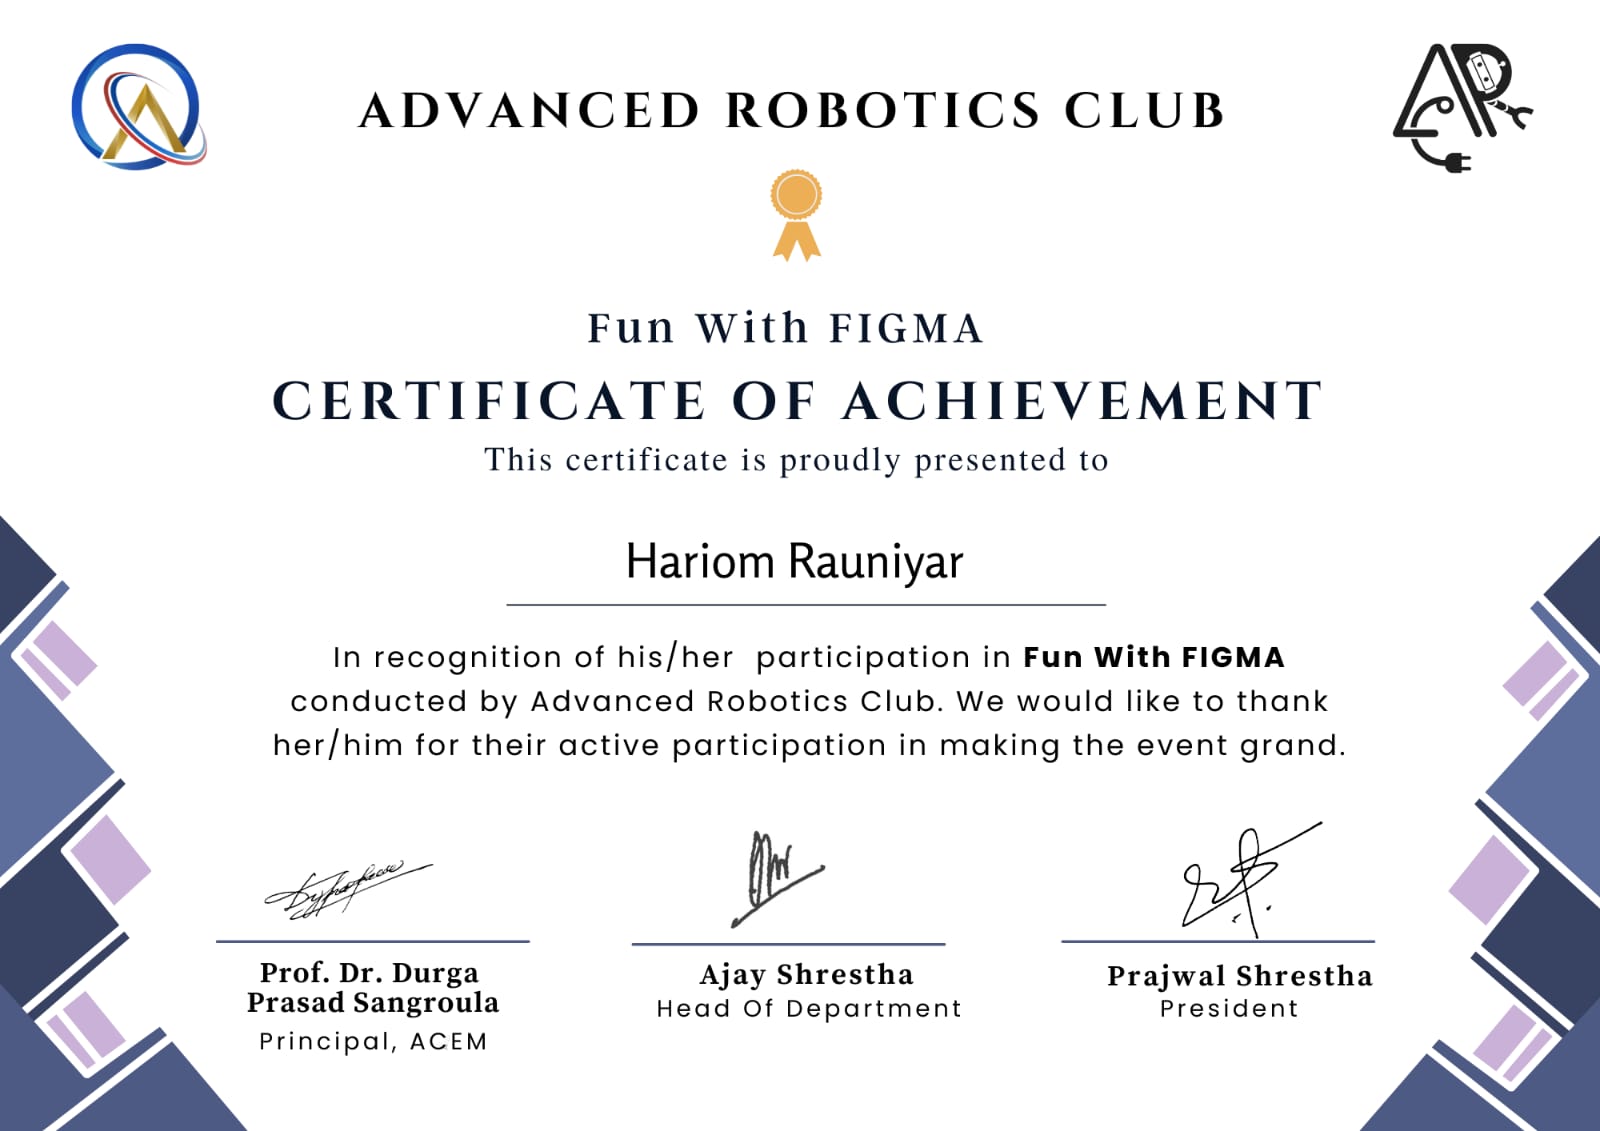 ADVANCED ROBOTICS CLUB
Fun With FIGMA
CERTIFICATE OF ACHIEVEMENT
This certificate is proudly presented to
Hariom Rauniyar
In recognition of his/her participation in Fun With FIGMA
conducted by Advanced Robotics Club. We would like to thank
her/him for their active participation in making the event grand.
Prof. Dr. Durga
Prasad Sangroula
Principal, ACEM
Ajay Shrestha
Head Of Department
Prajwal Shrestha
President